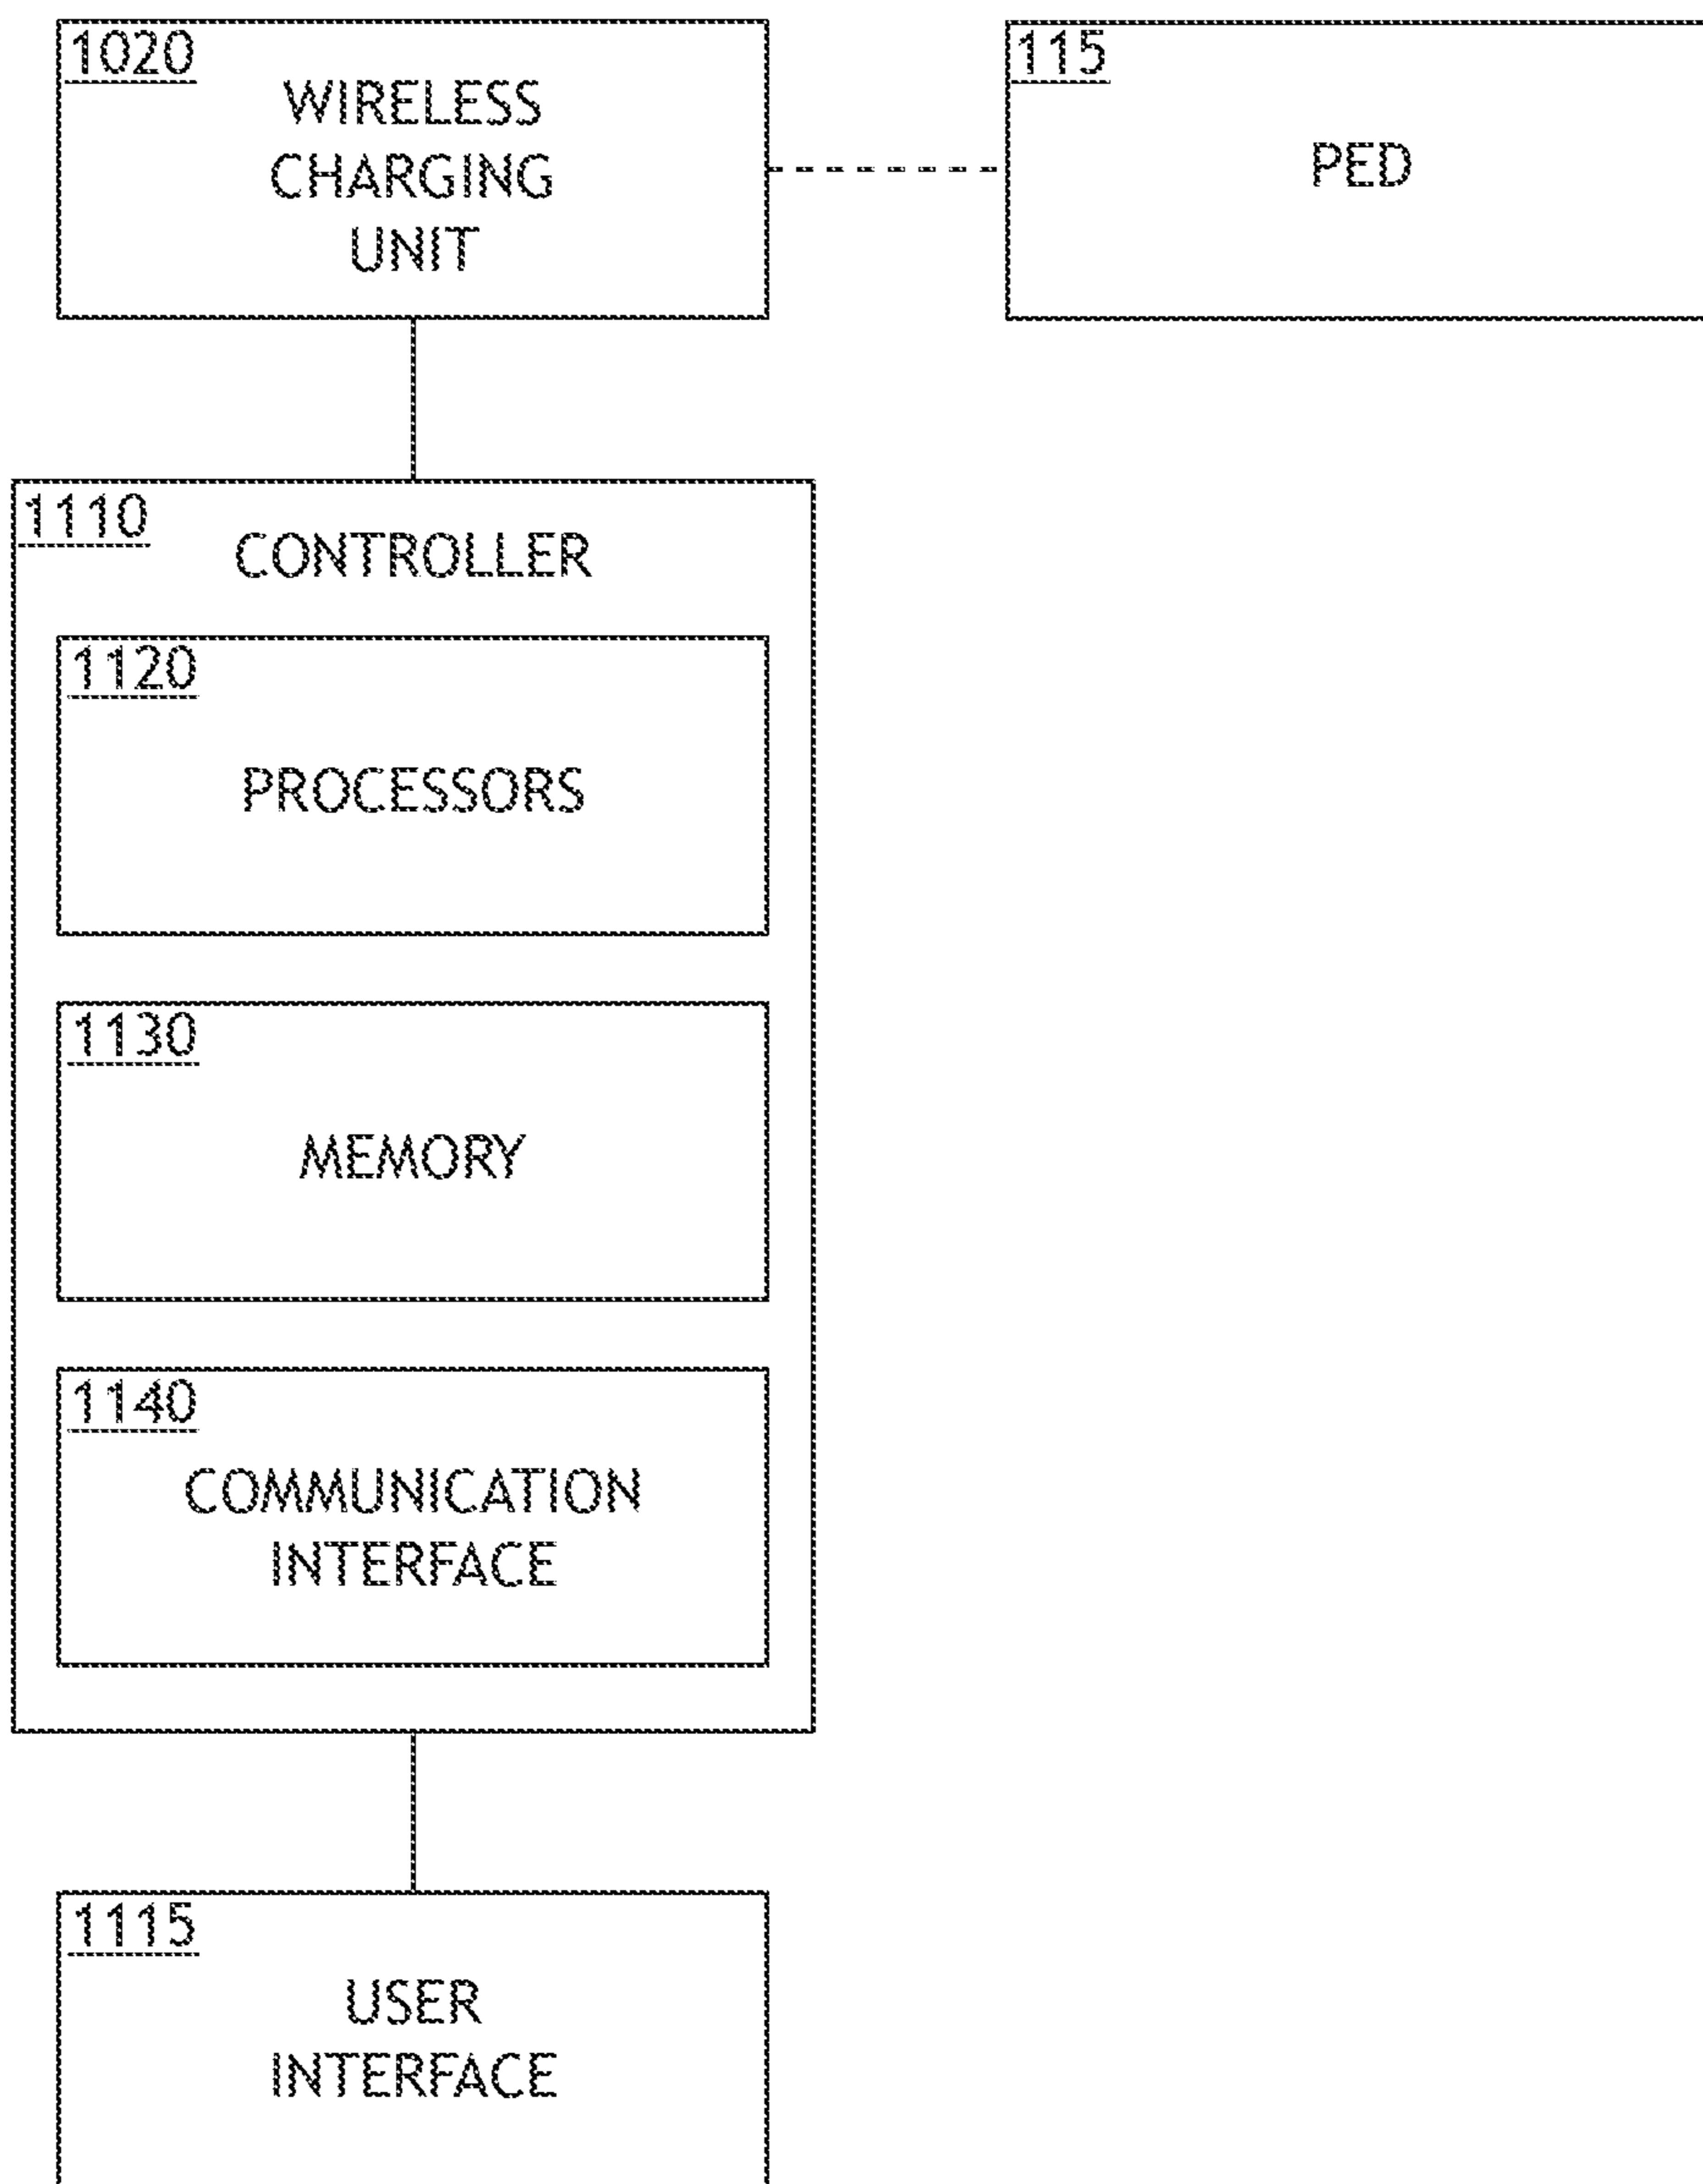 1020
WIRELESS
CHARGING
UNIT
115
PED
1110
CONTROLLER
1120
PROCESSORS
1130
MEMORY
1140
COMMUNICATION
INTERFACE
1115
USER
INTERFACE